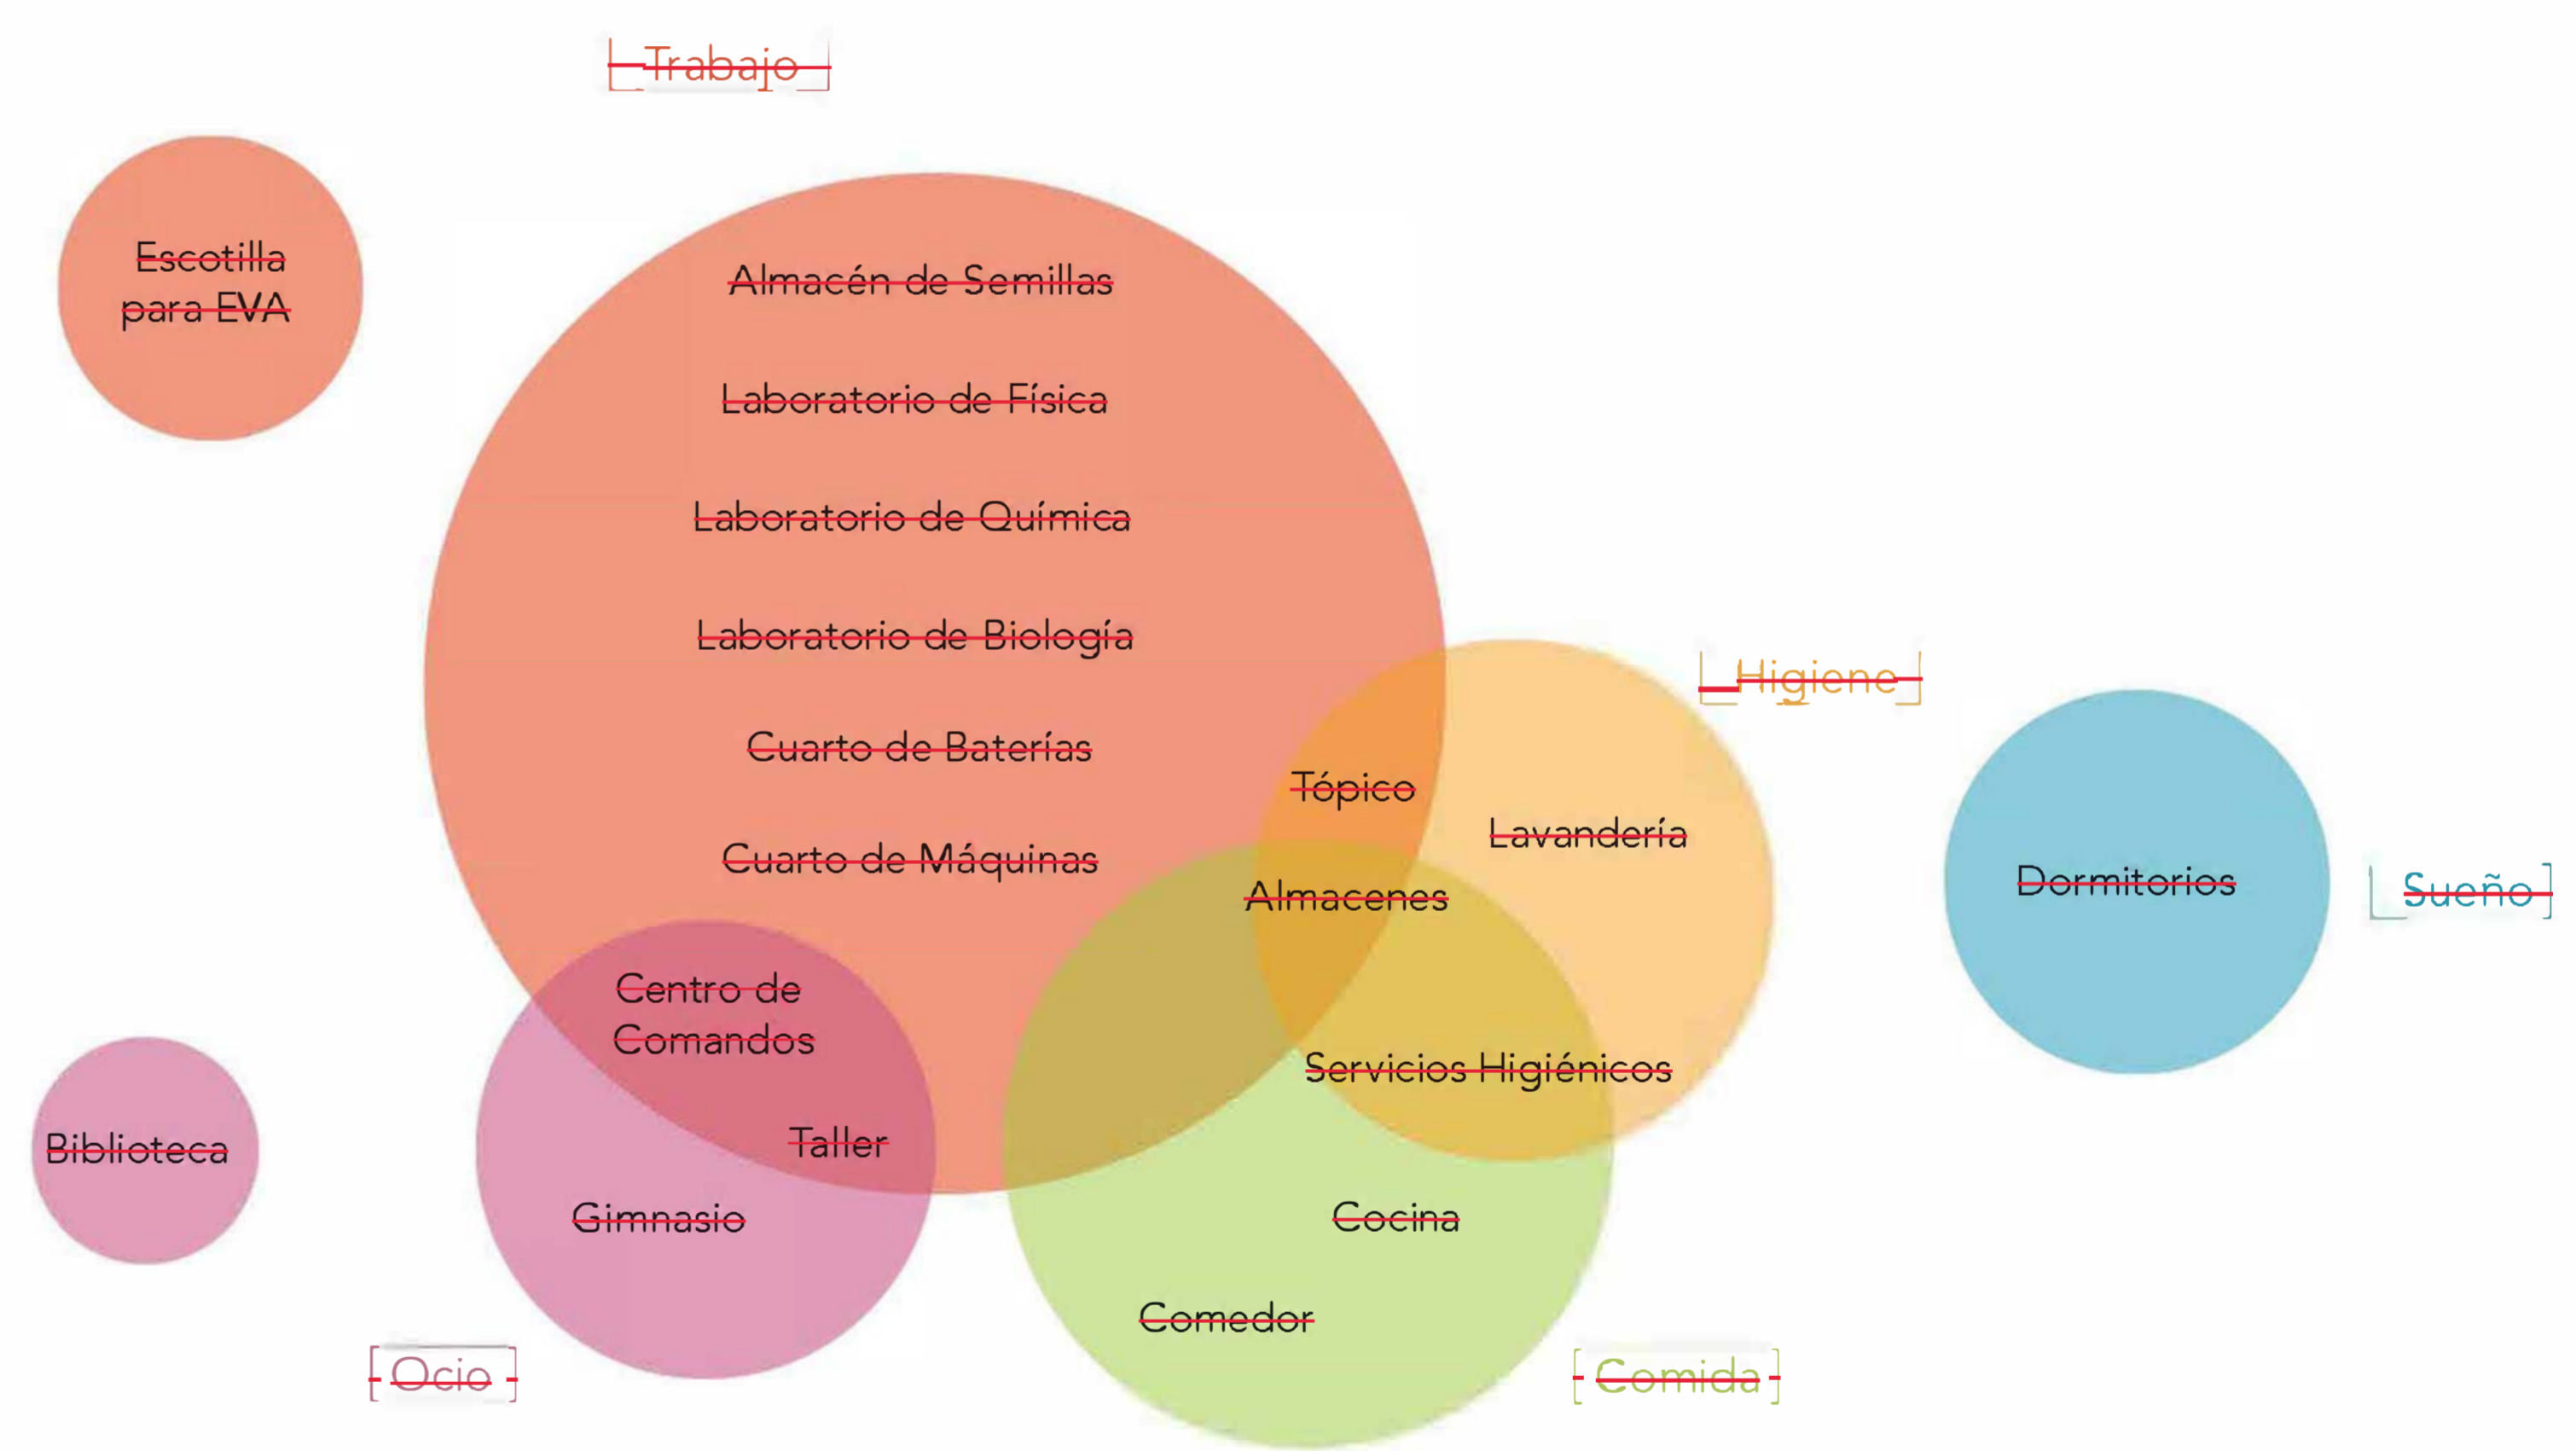 [ Trabajo ]
Escotilla
para EVA
Almacén de Semillas
Laboratorio de Física
Laboratorio de Química
Laboratorio de Biología
Cuarto de Baterías
Cuarto de Máquinas
Tópico
Almacenes
[ Higiene ]
Lavandería
Servicios Higiénicos
Dormitorios
[ Sueño ]
Centro de
Comandos
Taller
Gimnasio
Biblioteca
[ Ocio ]
Cocina
Comedor
[ Comida ]